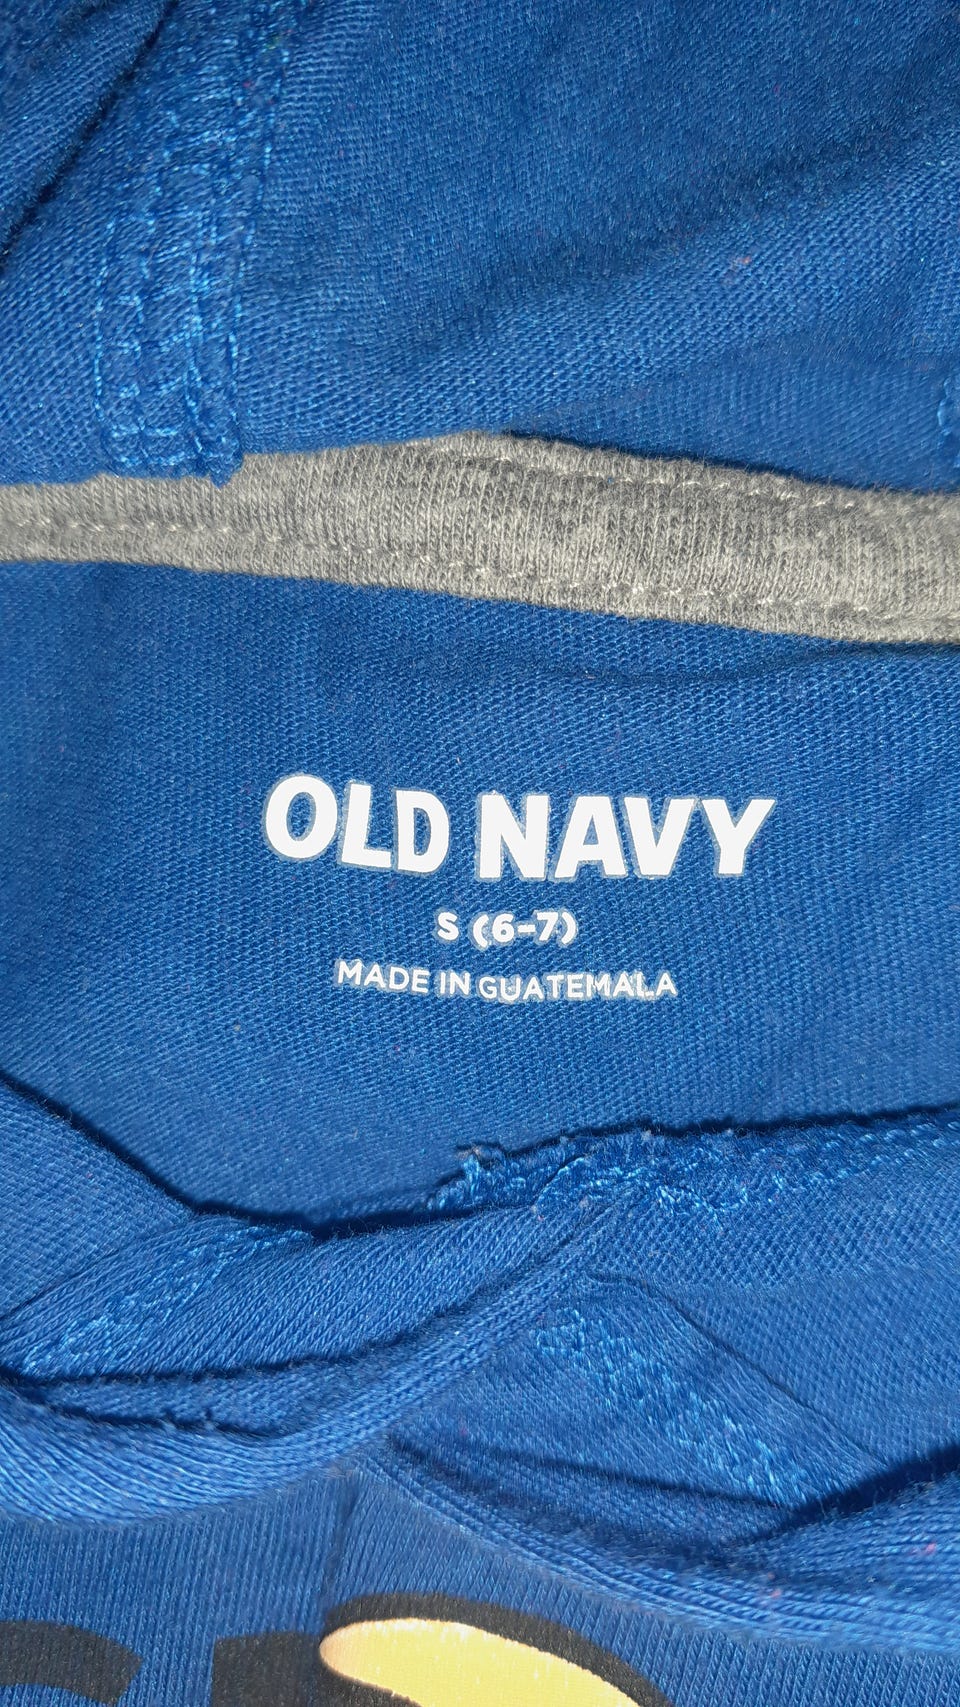 OLD NAVY
S (6-7)
MADE IN GUATEMALA